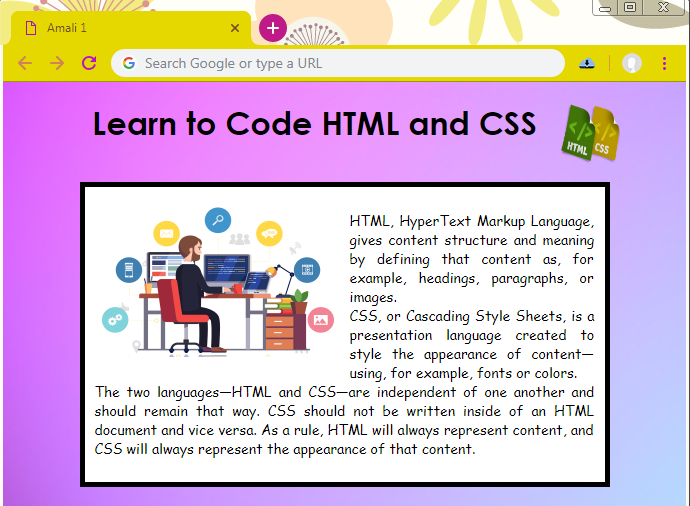 Amali 1
Search Google or type a URL
Learn to Code HTML and CSS
HTML
CSS
HTML, HyperText Markup Language,
gives content structure and meaning
by defining that content as, for
example, headings, paragraphs, or
images.
CSS, or Cascading Style Sheets, is a
presentation language created to
style the appearance of content—
using, for example, fonts or colors.
The two languages—HTML and CSS—are independent of one another and
should remain that way. CSS should not be written inside of an HTML
document and vice versa. As a rule, HTML will always represent content, and
CSS will always represent the appearance of that content.